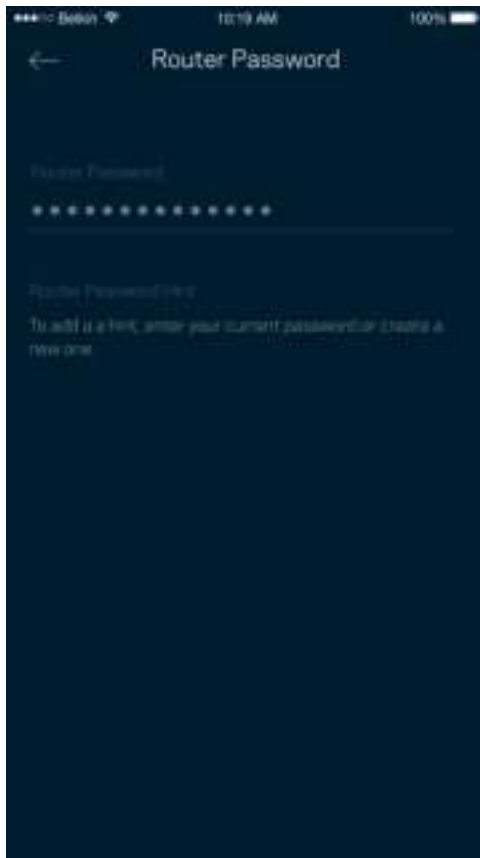 Belkin 10:19 AM 100%
Router Password
Router Password
••••••••••••••
Router Password Hint
To add a a hint, enter your current password or create a
new one